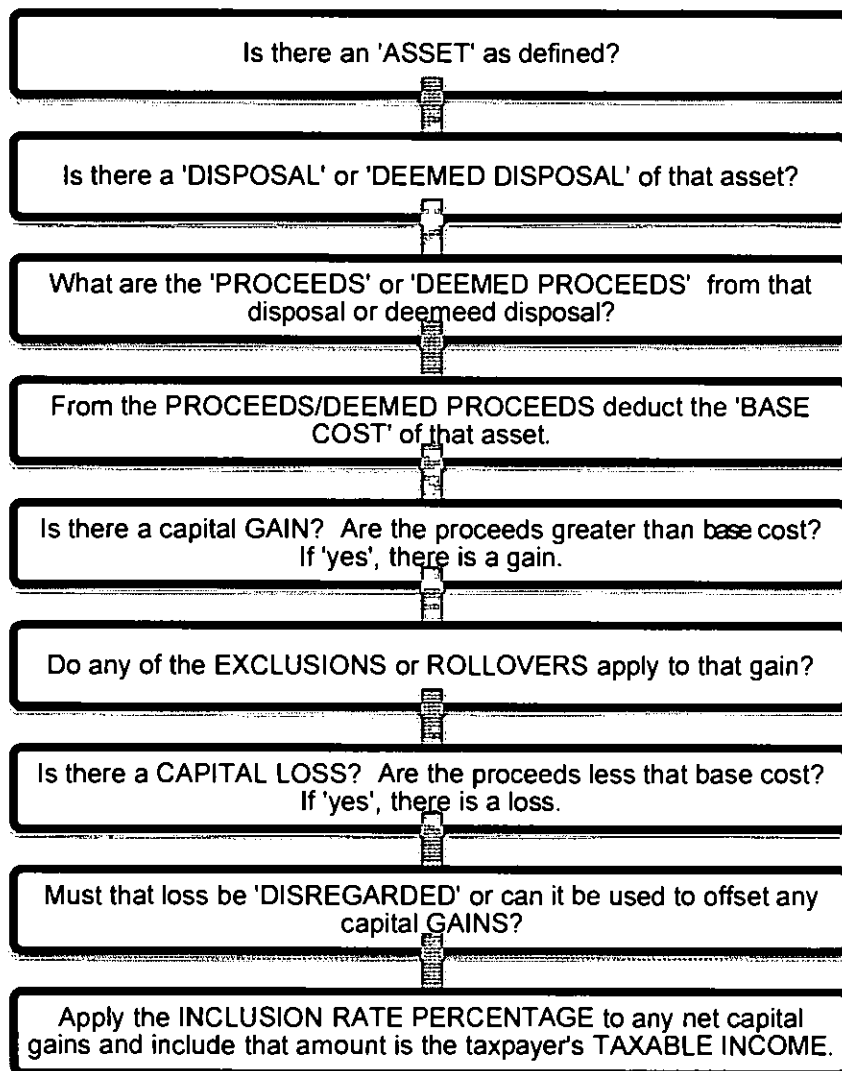 Is there an 'ASSET' as defined?
Is there a 'DISPOSAL' or 'DEEMED DISPOSAL' of that asset?
What are the 'PROCEEDS' or 'DEEMED PROCEEDS' from that
disposal or deemeed disposal?
From the PROCEEDS/DEEMED PROCEEDS deduct the 'BASE
COST' of that asset.
Is there a capital GAIN? Are the proceeds greater than base cost?
If 'yes', there is a gain.
Do any of the EXCLUSIONS or ROLLOVERS apply to that gain?
Is there a CAPITAL LOSS? Are the proceeds less that base cost?
If 'yes', there is a loss.
Must that loss be 'DISREGARDED' or can it be used to offset any
capital GAINS?
Apply the INCLUSION RATE PERCENTAGE to any net capital
gains and include that amount is the taxpayer's TAXABLE INCOME.